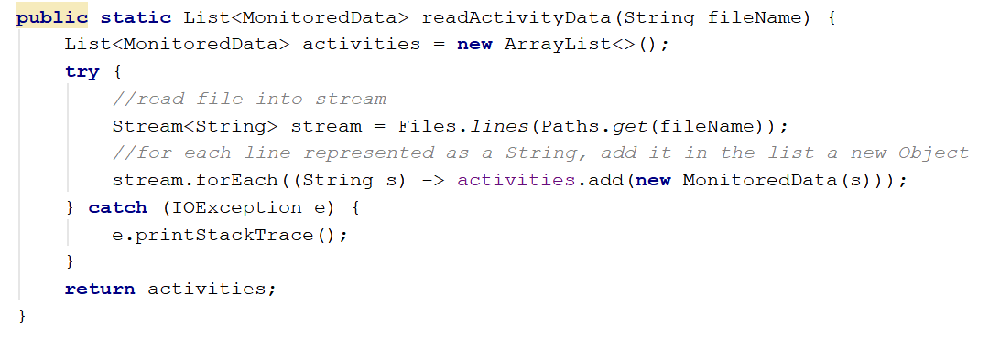 public static List<MonitoredData> readActivityData(String fileName) {
    List<MonitoredData> activities = new ArrayList<>();
    try {
        //read file into stream
        Stream<String> stream = Files.lines(Paths.get(fileName));
        //for each line represented as a String, add it in the list a new Object
        stream.forEach((String s) -> activities.add(new MonitoredData(s)));
    } catch (IOException e) {
        e.printStackTrace();
    }
    return activities;
}